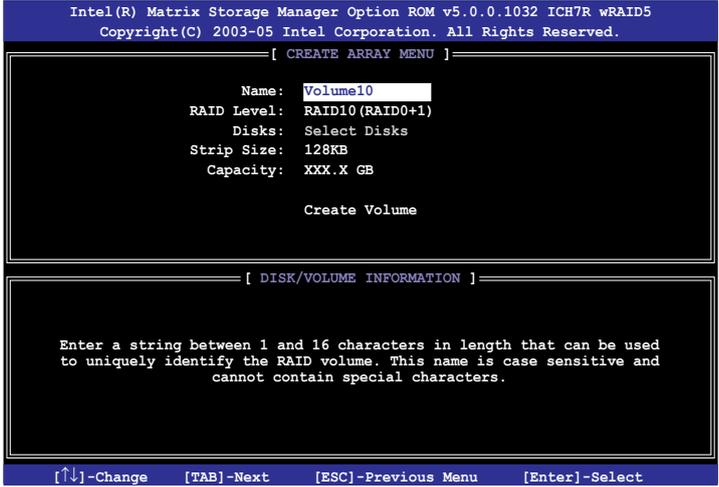 Intel(R) Matrix Storage Manager Option ROM v5.0.0.1032 ICH7R wRAID5
Copyright(C) 2003-05 Intel Corporation. All Rights Reserved.
[ CREATE ARRAY MENU ]
Name: Volume10
RAID Level: RAID10(RAID0+1)
Disks: Select Disks
Strip Size: 128KB
Capacity: XXX.X GB
Create Volume
[ DISK/VOLUME INFORMATION ]
Enter a string between 1 and 16 characters in length that can be used
to uniquely identify the RAID volume. This name is case sensitive and
cannot contain special characters.
[↑↓]-Change [TAB]-Next [ESC]-Previous Menu [Enter]-Select